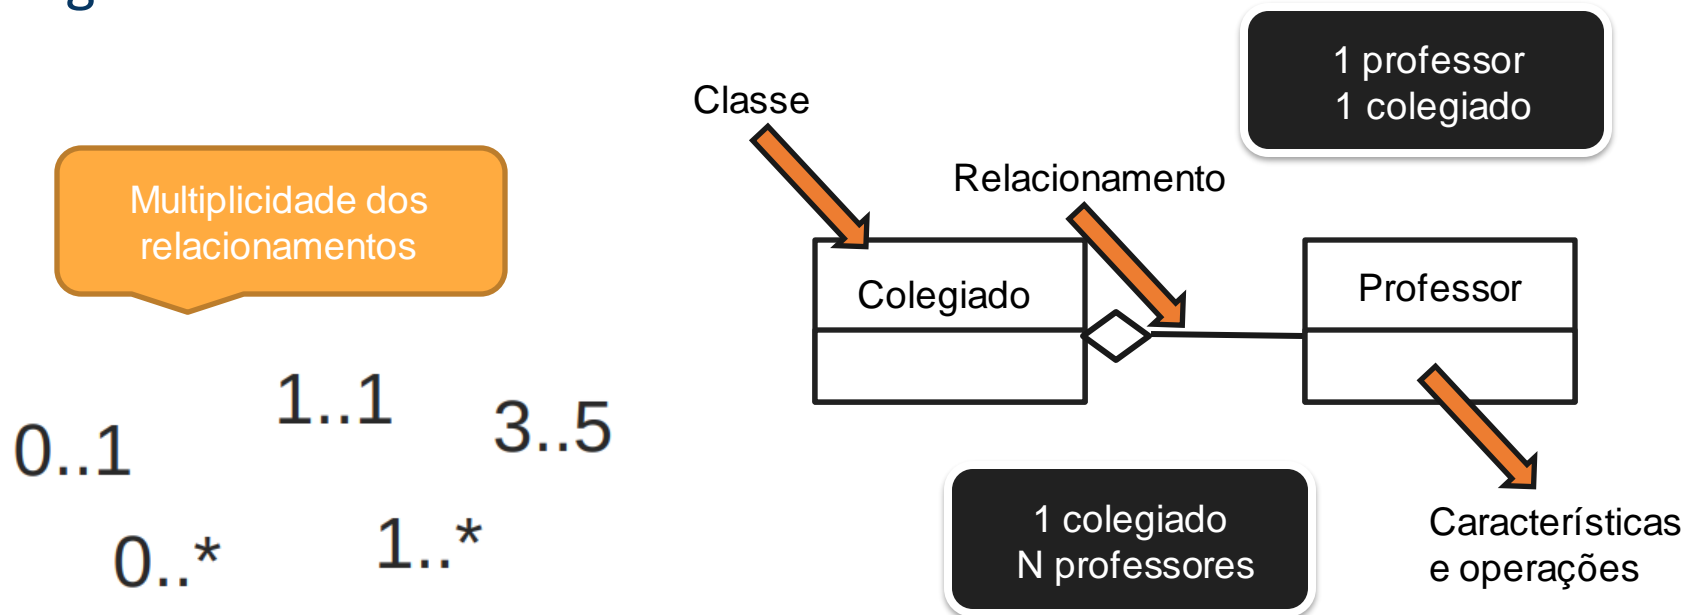 1 professor
1 colegiado
Classe
Relacionamento
Multiplicidade dos
relacionamentos
Colegiado
Professor
0..1
1..1
3..5
0..*
1..*
1 colegiado
N professores
Características
e operações